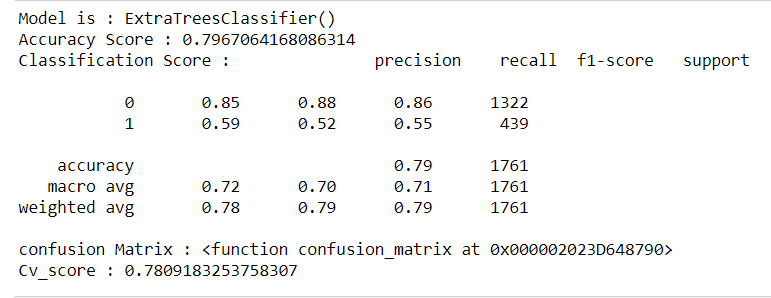 Model is : ExtraTreesClassifier()
Accuracy Score : 0.7967064168086314
Classification Score :               precision    recall  f1-score   support

           0       0.85      0.88      0.86      1322
           1       0.59      0.52      0.55       439

    accuracy                           0.79      1761
   macro avg       0.72      0.70      0.71      1761
weighted avg       0.78      0.79      0.79      1761

confusion Matrix : <function confusion_matrix at 0x000002023D648790>
Cv_score : 0.7809183253758307